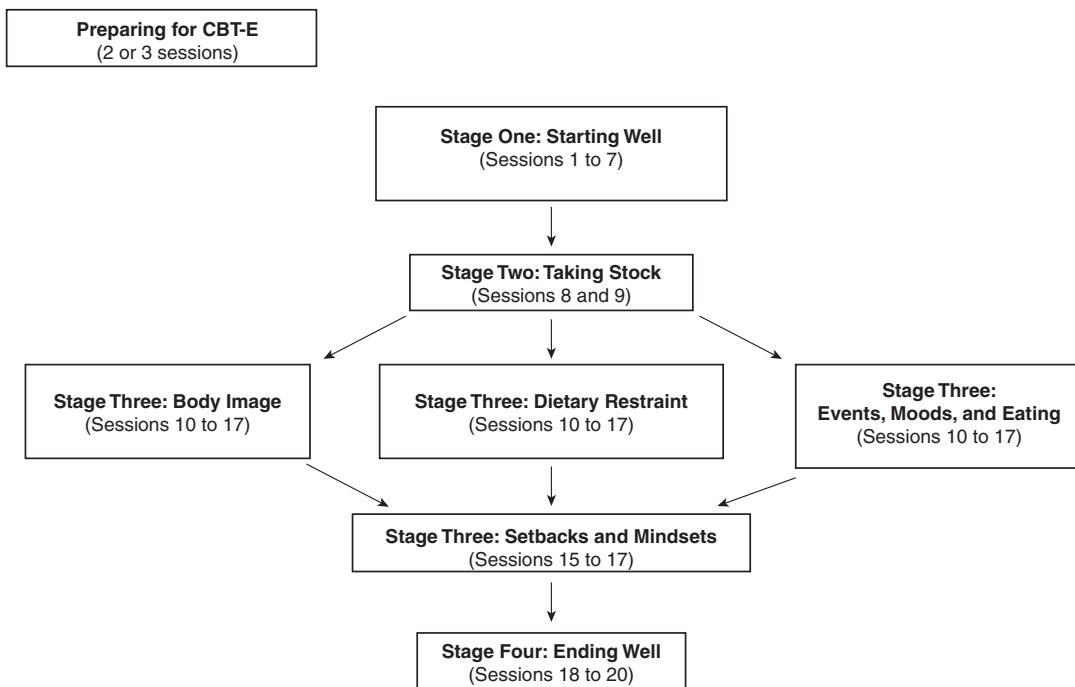 Preparing for CBT-E
(2 or 3 sessions)
Stage One: Starting Well
(Sessions 1 to 7)
Stage Two: Taking Stock
(Sessions 8 and 9)
Stage Three: Body Image
(Sessions 10 to 17)
Stage Three: Dietary Restraint
(Sessions 10 to 17)
Stage Three:
Events, Moods, and Eating
(Sessions 10 to 17)
Stage Three: Setbacks and Mindsets
(Sessions 15 to 17)
Stage Four: Ending Well
(Sessions 18 to 20)